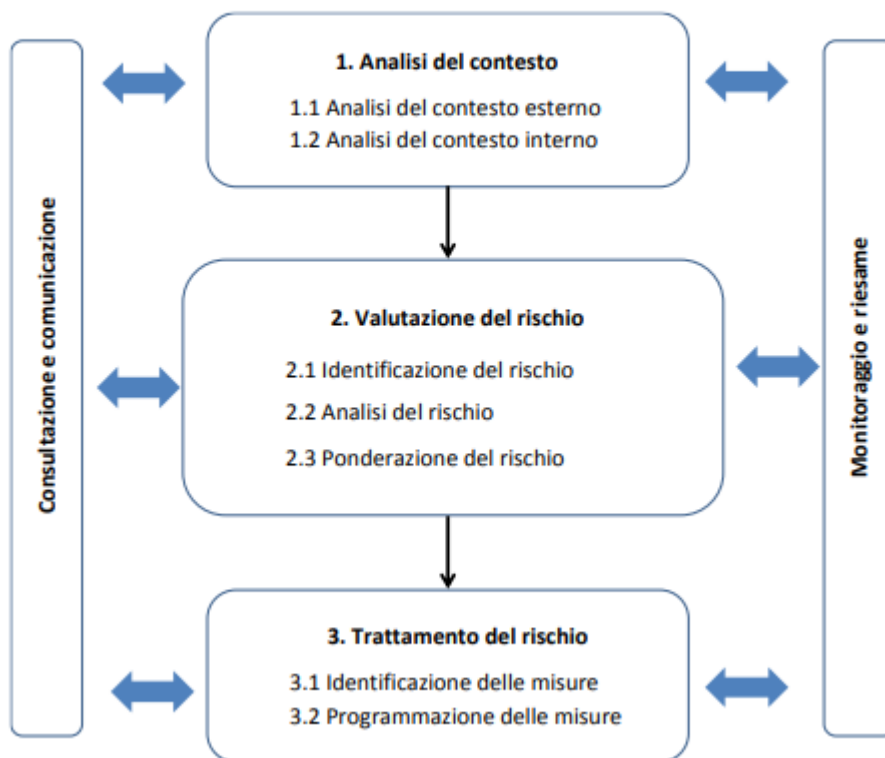 Consultazione e comunicazione
1. Analisi del contesto
1.1 Analisi del contesto esterno
1.2 Analisi del contesto interno
2. Valutazione del rischio
2.1 Identificazione del rischio
2.2 Analisi del rischio
2.3 Ponderazione del rischio
3. Trattamento del rischio
3.1 Identificazione delle misure
3.2 Programmazione delle misure
Monitoraggio e riesame